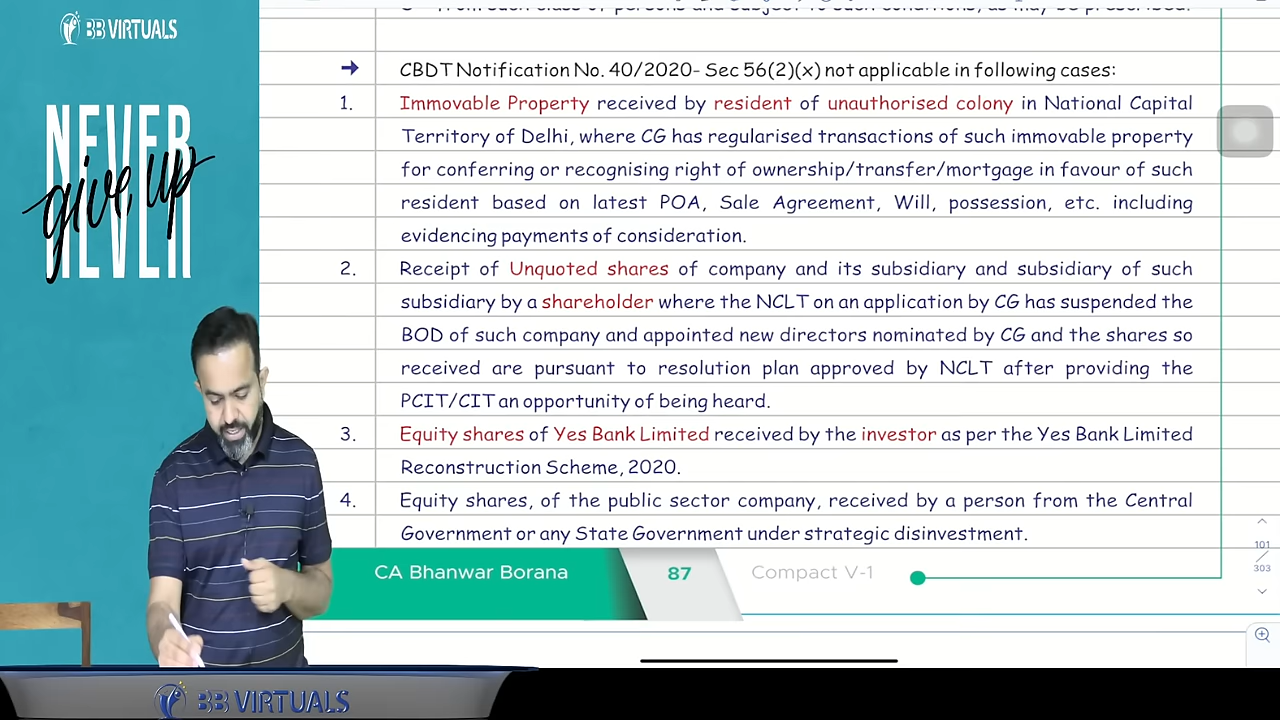 BB VIRTUALS
NEVER
give up
NEVER
→ CBDT Notification No. 40/2020- Sec 56(2)(x) not applicable in following cases:
1. Immovable Property received by resident of unauthorised colony in National Capital
Territory of Delhi, where CG has regularised transactions of such immovable property
for conferring or recognising right of ownership/transfer/mortgage in favour of such
resident based on latest POA, Sale Agreement, Will, possession, etc. including
evidencing payments of consideration.
2. Receipt of Unquoted shares of company and its subsidiary and subsidiary of such
subsidiary by a shareholder where the NCLT on an application by CG has suspended the
BOD of such company and appointed new directors nominated by CG and the shares so
received are pursuant to resolution plan approved by NCLT after providing the
PCIT/CIT an opportunity of being heard.
3. Equity shares of Yes Bank Limited received by the investor as per the Yes Bank Limited
Reconstruction Scheme, 2020.
4. Equity shares, of the public sector company, received by a person from the Central
Government or any State Government under strategic disinvestment.
CA Bhanwar Borana 87 Compact V-1
101
303
BB VIRTUALS